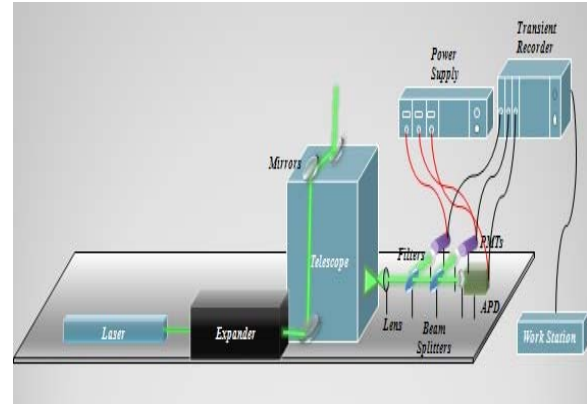 Transient
Recorder
Power
Supply
Mirrors
Telescope
Filters
PMTs
Lens
Beam
Splitters
APD
Laser
Expander
Work Station